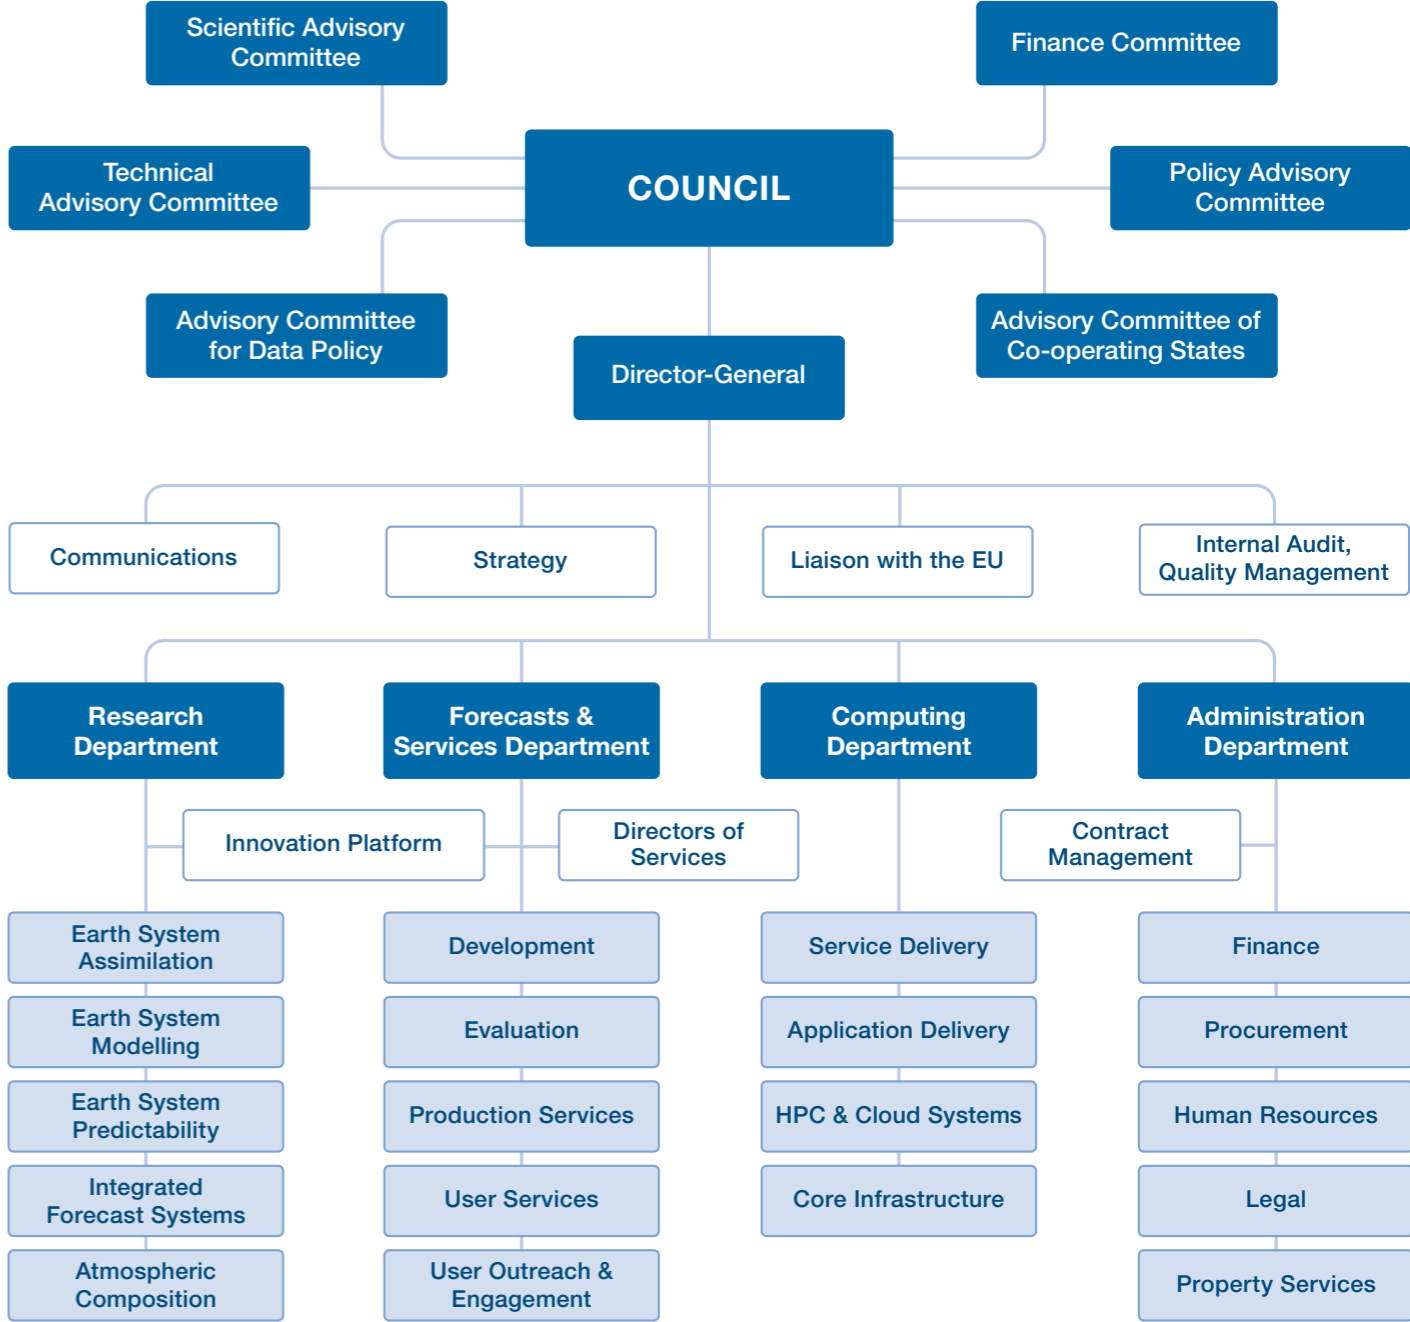 Scientific Advisory
Committee
Finance Committee
Technical
Advisory Committee
COUNCIL
Policy Advisory
Committee
Advisory Committee
for Data Policy
Director-General
Advisory Committee of
Co-operating States
Communications
Strategy
Liaison with the EU
Internal Audit,
Quality Management
Research
Department
Forecasts &
Services Department
Computing
Department
Administration
Department
Innovation Platform
Directors of
Services
Contract
Management
Earth System
Assimilation
Development
Service Delivery
Finance
Earth System
Modelling
Evaluation
Application Delivery
Procurement
Earth System
Predictability
Production Services
HPC & Cloud Systems
Human Resources
Integrated
Forecast Systems
User Services
Core Infrastructure
Legal
Atmospheric
Composition
User Outreach &
Engagement
Property Services